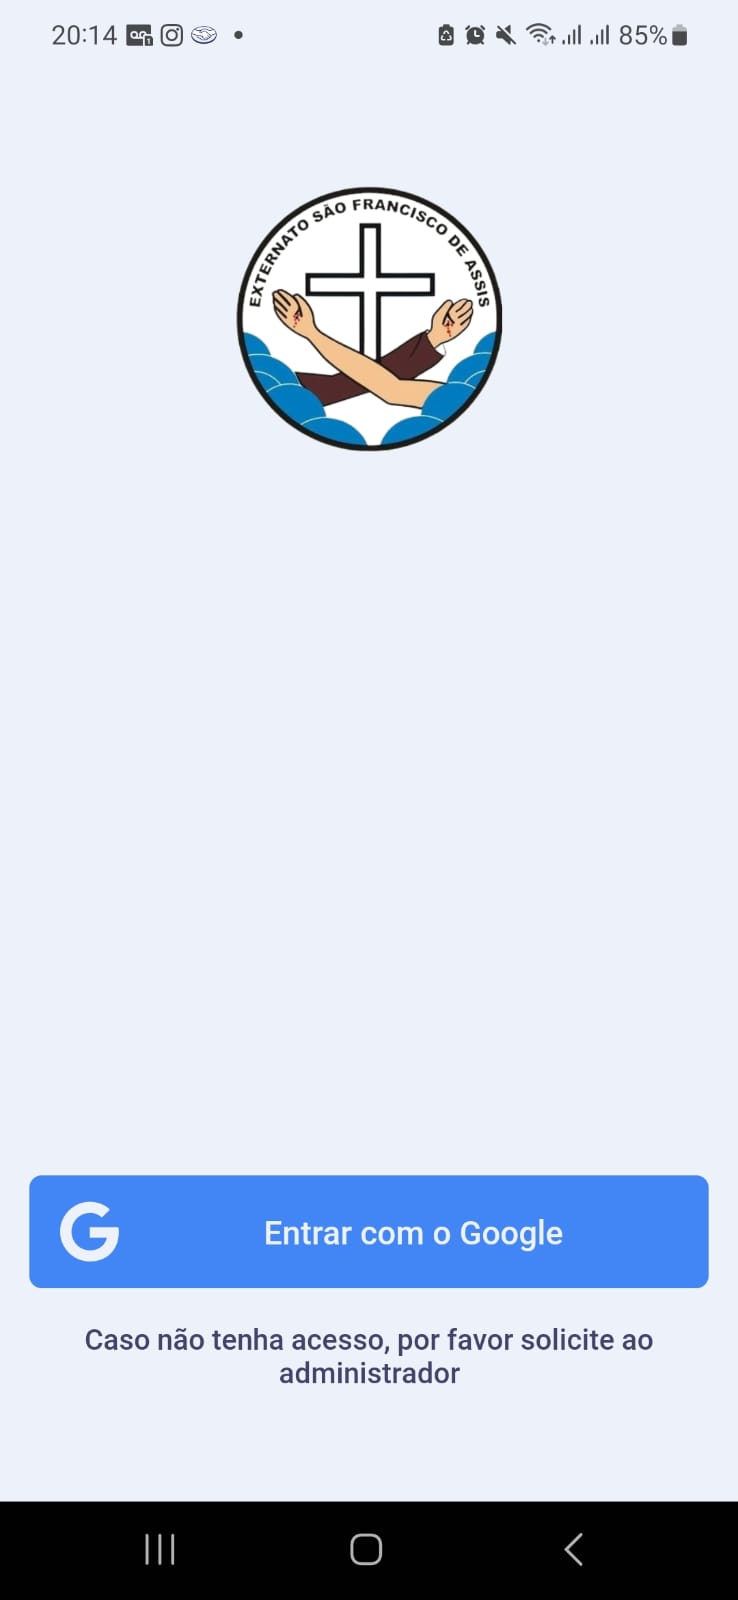 20:14
85%
EXTERNATO SÃO FRANCISCO DE ASSIS
G
Entrar com o Google
Caso não tenha acesso, por favor solicite ao
administrador